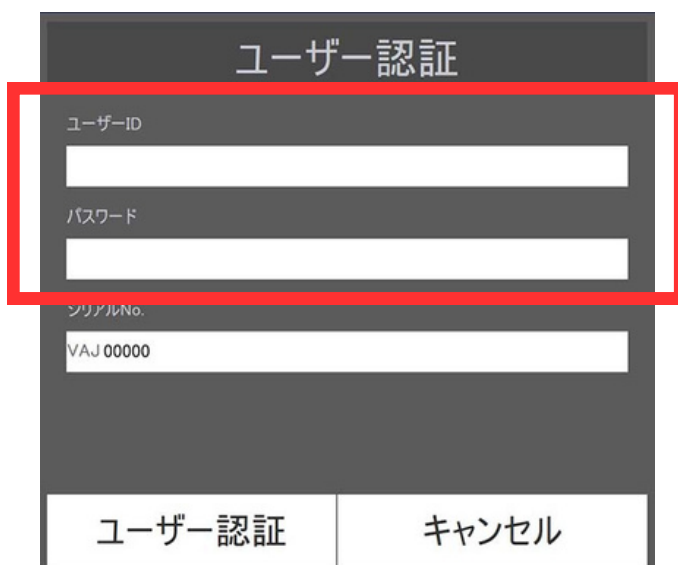 ユーザー認証
ユーザーID
パスワード
シリアルNo.
VAJ 00000
ユーザー認証 キャンセル